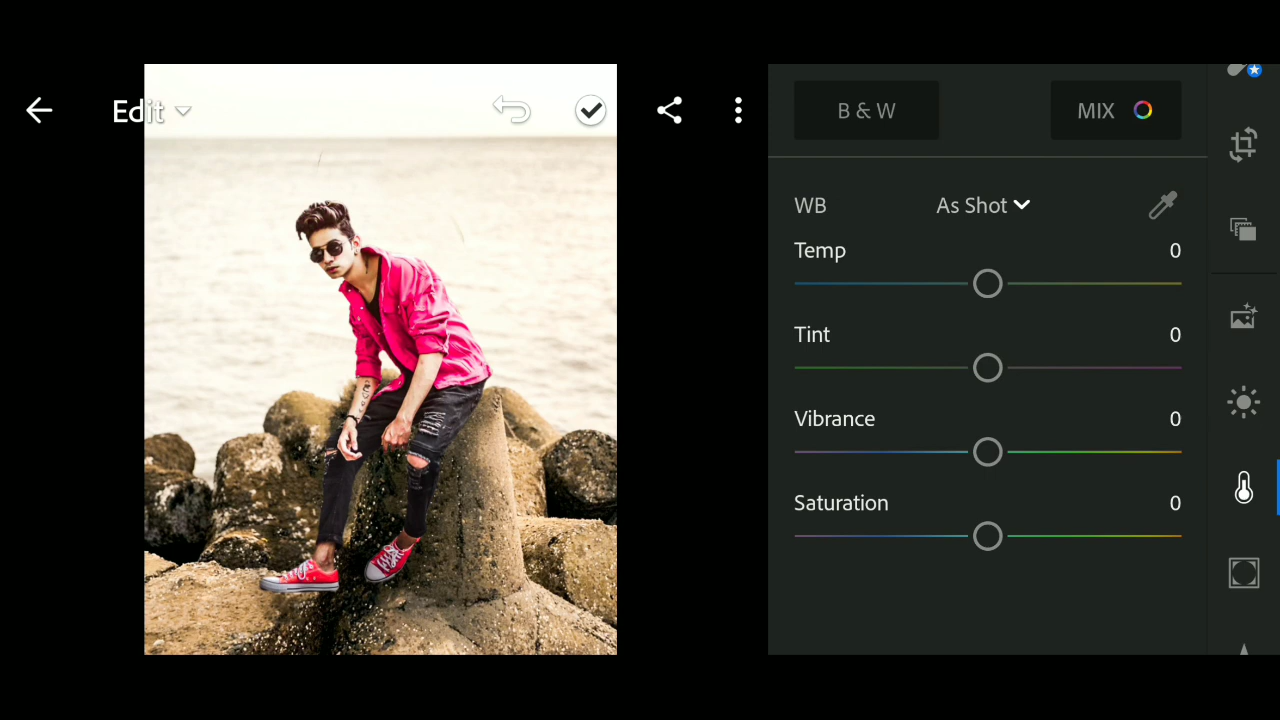 Edit
B & W
MIX
WB
As Shot
Temp
0
Tint
0
Vibrance
0
Saturation
0